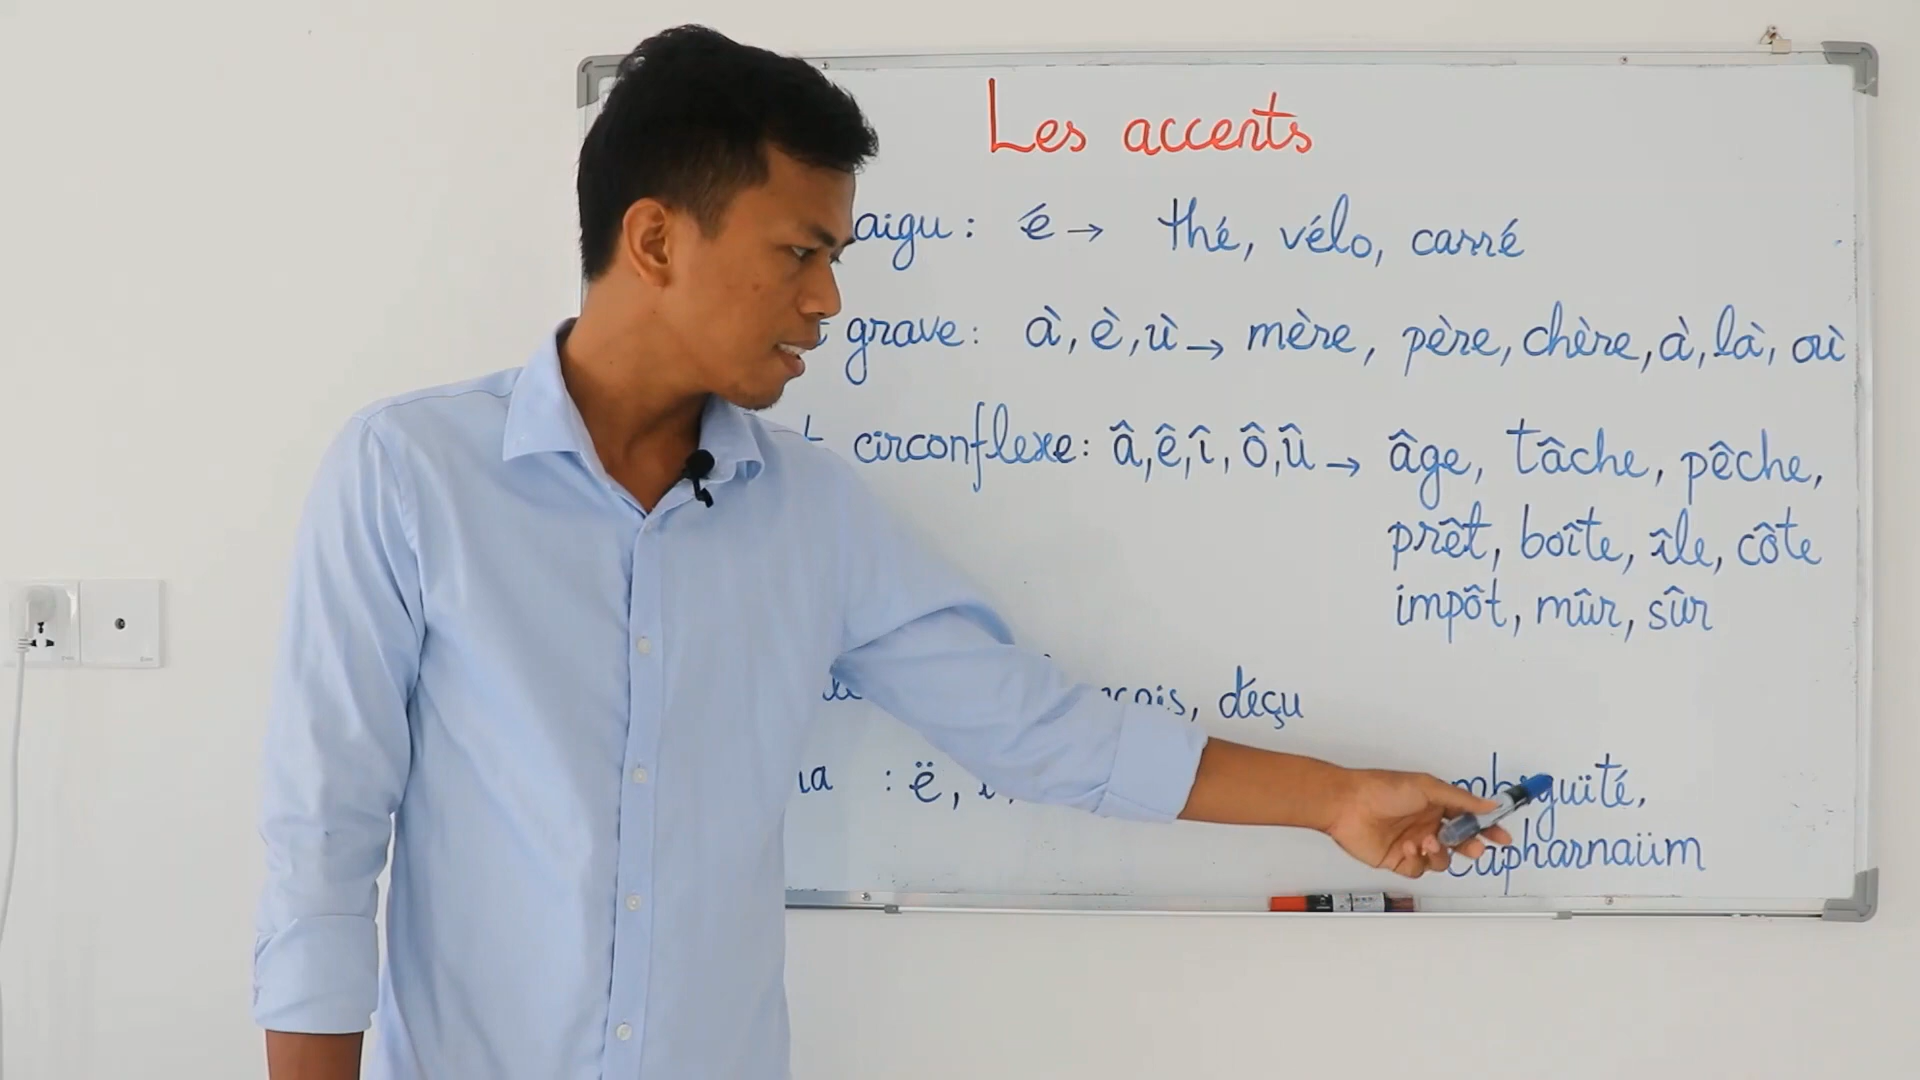 Les accents
aigu : é → thé, vélo, carré
grave : à, è, ù → mère, père, chère, à, là, où
circonflexe : â, ê, î, ô, û → âge, tâche, pêche,
prêt, boîte, île, côte
impôt, mûr, sûr
déçu
: ë,
capharnaüm